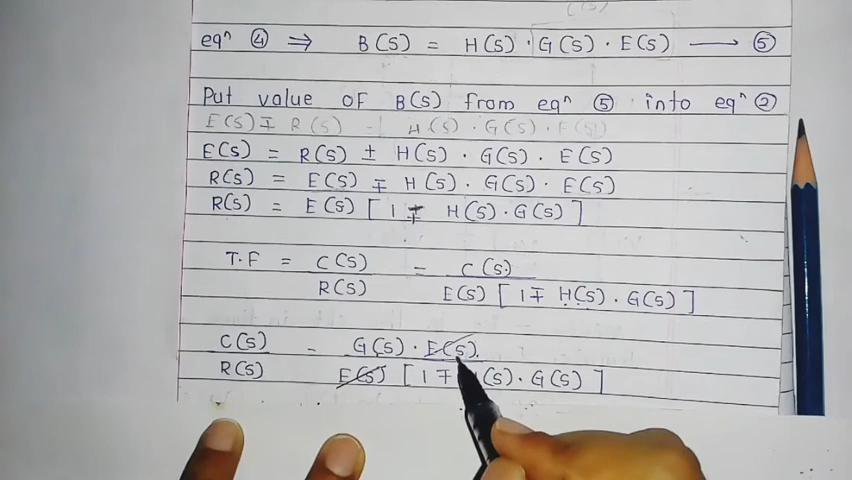 C(S)
eqⁿ ④ ⇒ B(S) = H(S) · G(S) · E(S) ⟶ ⑤
Put value OF B(S) from eqⁿ ⑤ into eqⁿ ②
E(S) ∓ R(S) = H(S) · G(S) · E(S)
E(S) = R(S) ± H(S) · G(S) · E(S)
R(S) = E(S) ∓ H(S) · G(S) · E(S)
R(S) = E(S) [ 1 ∓ H(S) · G(S) ]
T.F = C(S) = C(S)
R(S) E(S) [ 1 ∓ H(S) · G(S) ]
C(S) = G(S) · E(S)
R(S) E(S) [ 1 ∓ H(S) · G(S) ]